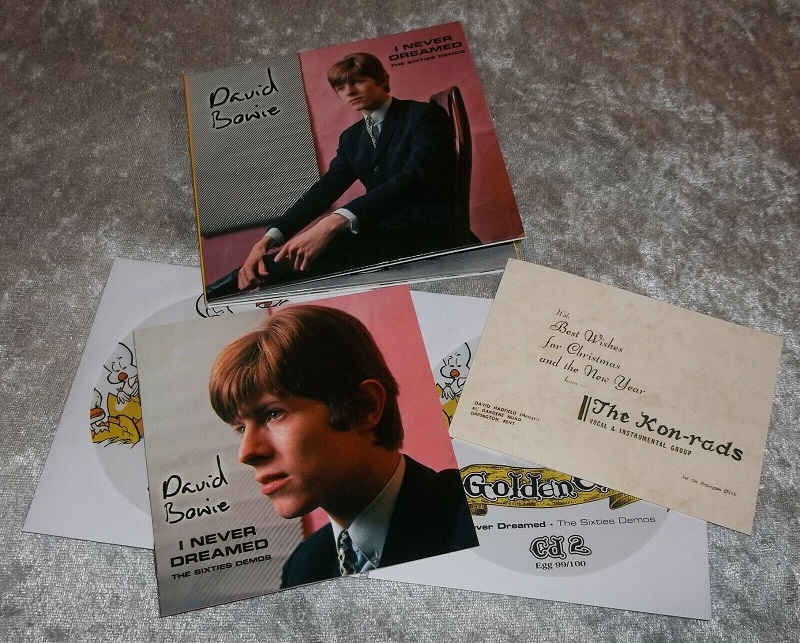 David
Bowie
I NEVER
DREAMED
THE SIXTIES DEMOS
With
Best Wishes
for Christmas
and the New Year
from
The Kon-rads
VOCAL & INSTRUMENTAL GROUP
DAVID HADFIELD
ORPINGTON KENT
David
Bowie
I NEVER
DREAMED
THE SIXTIES DEMOS
Golden
ver Dreamed - The Sixties Demos
CD 2
Egg 99/100